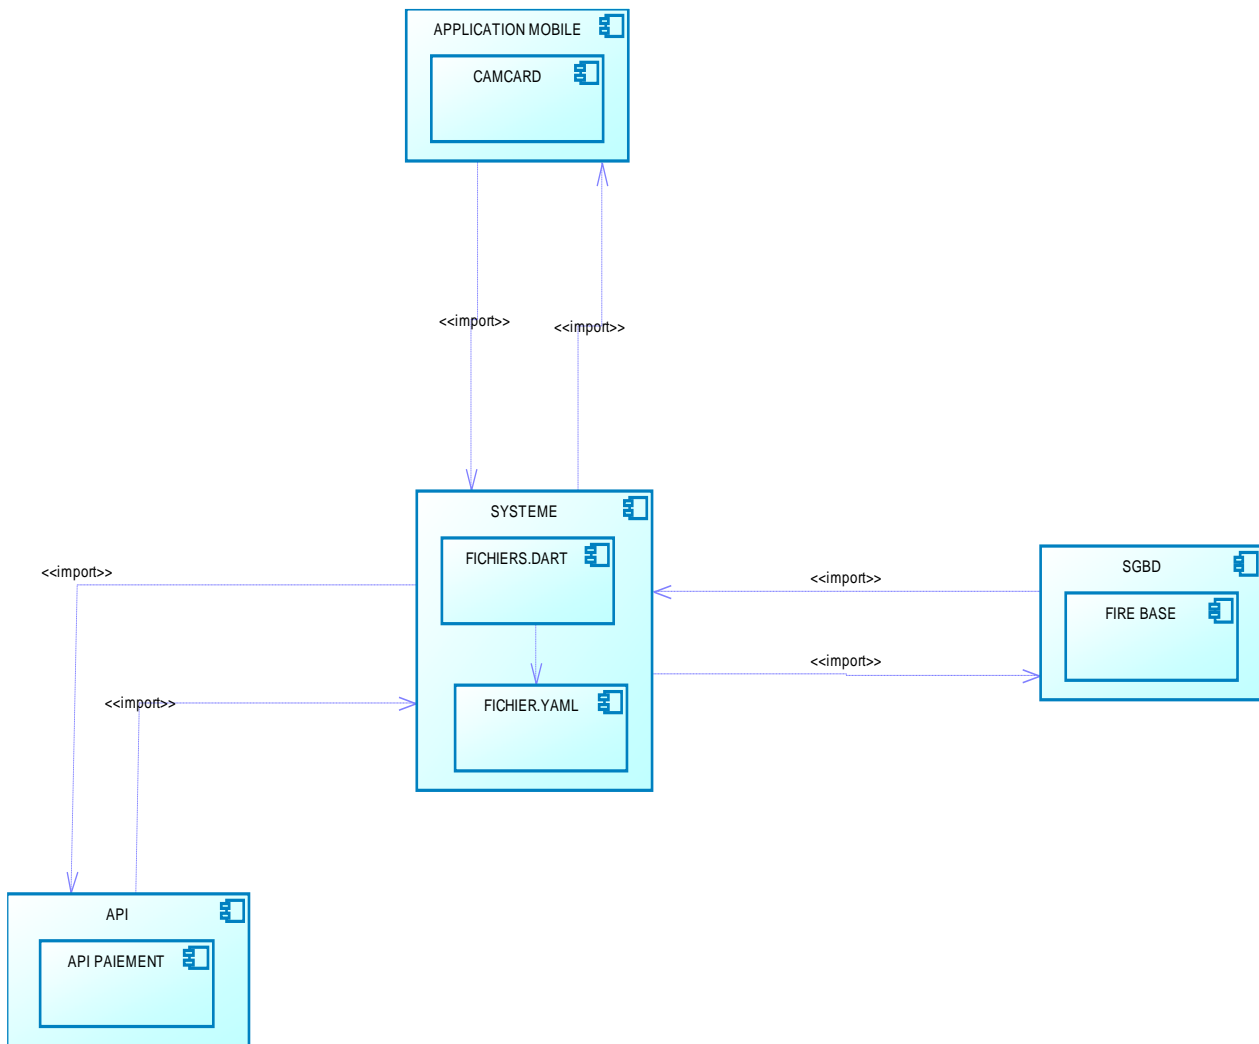 APPLICATION MOBILE
CAMCARD
<<import>>
<<import>>
SYSTEME
FICHIERS.DART
<<import>>
<<import>>
SGBD
FIRE BASE
<<import>>
<<import>>
FICHIER.YAML
API
API PAIEMENT